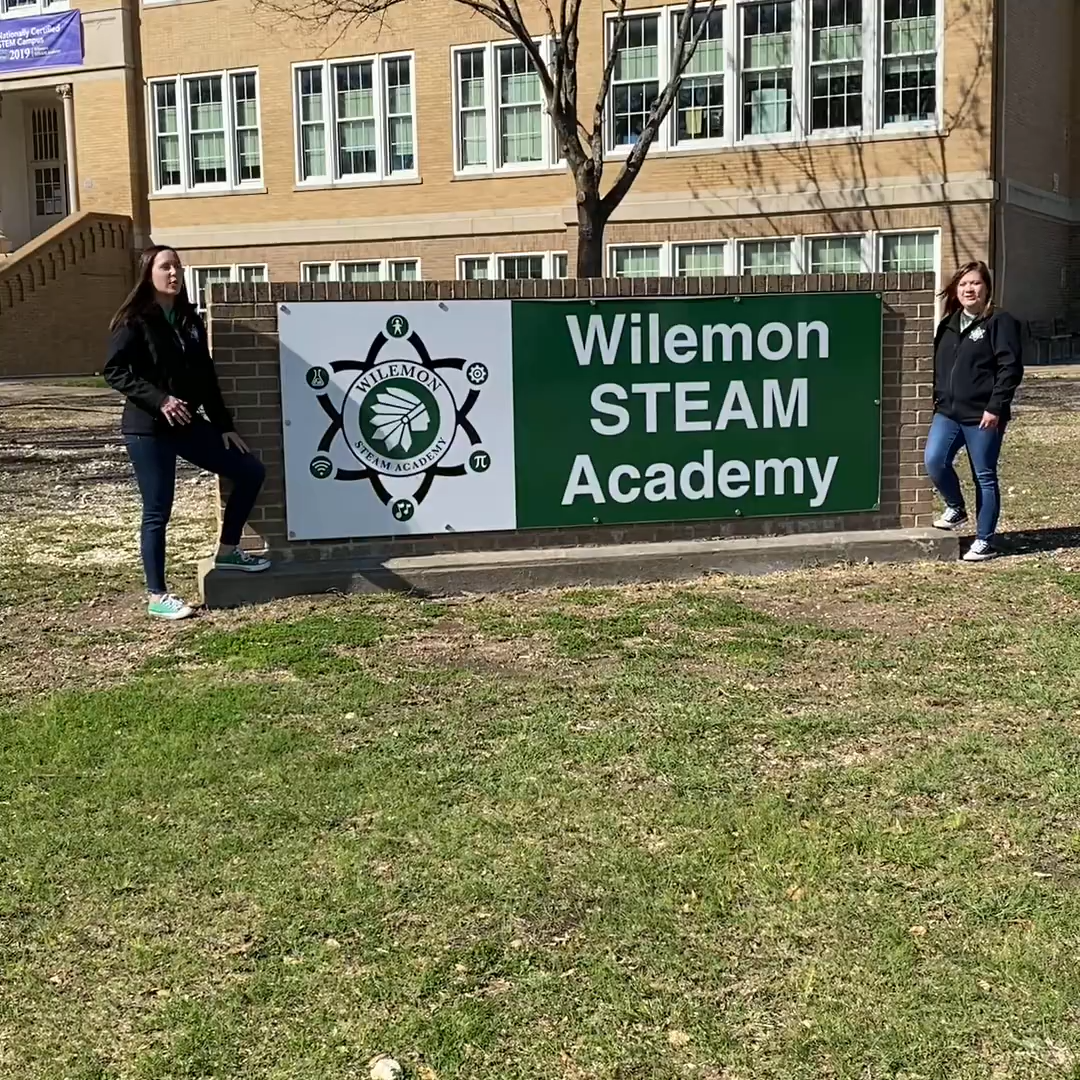 Nationally Certified
STEM Campus
2019
WILEMON
STEAM ACADEMY
π
Wilemon
STEAM
Academy